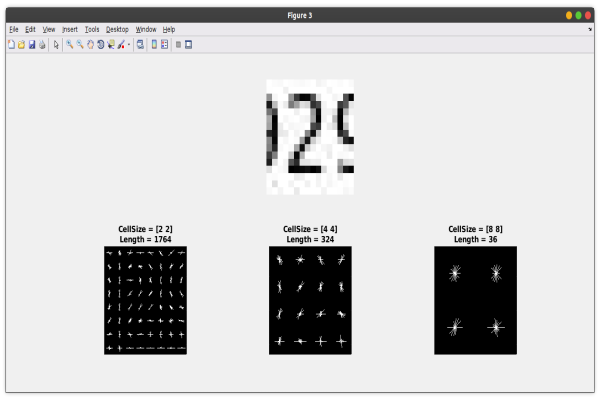 Figure 3
File Edit View Insert Tools Desktop Window Help
2
CellSize = [2 2]
Length = 1764
CellSize = [4 4]
Length = 324
CellSize = [8 8]
Length = 36